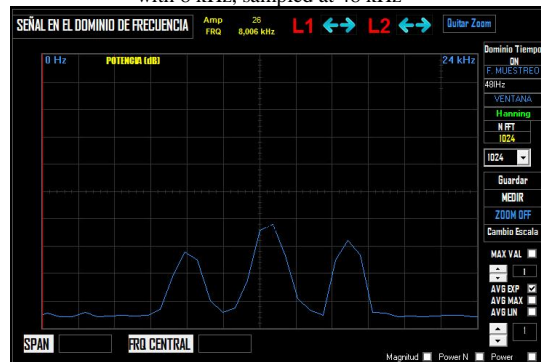 with 8 kHz, sampled at 48 kHz
SEÑAL EN EL DOMINIO DE FRECUENCIA
Amp 26
FRQ 8,006 kHz
L1 L2
Quitar Zoom
0 Hz POTENCIA (dB) 24 kHz
Dominio Tiempo
ON
F. MUESTREO
48Hz
VENTANA
Hanning
N FFT
1024
1024
Guardar
MEDIR
ZOOM OFF
Cambio Escala
MAX VAL
1
AVG EXP
AVG MAX
AVG LIN
1
SPAN FRQ CENTRAL
Magnitud Power N Power